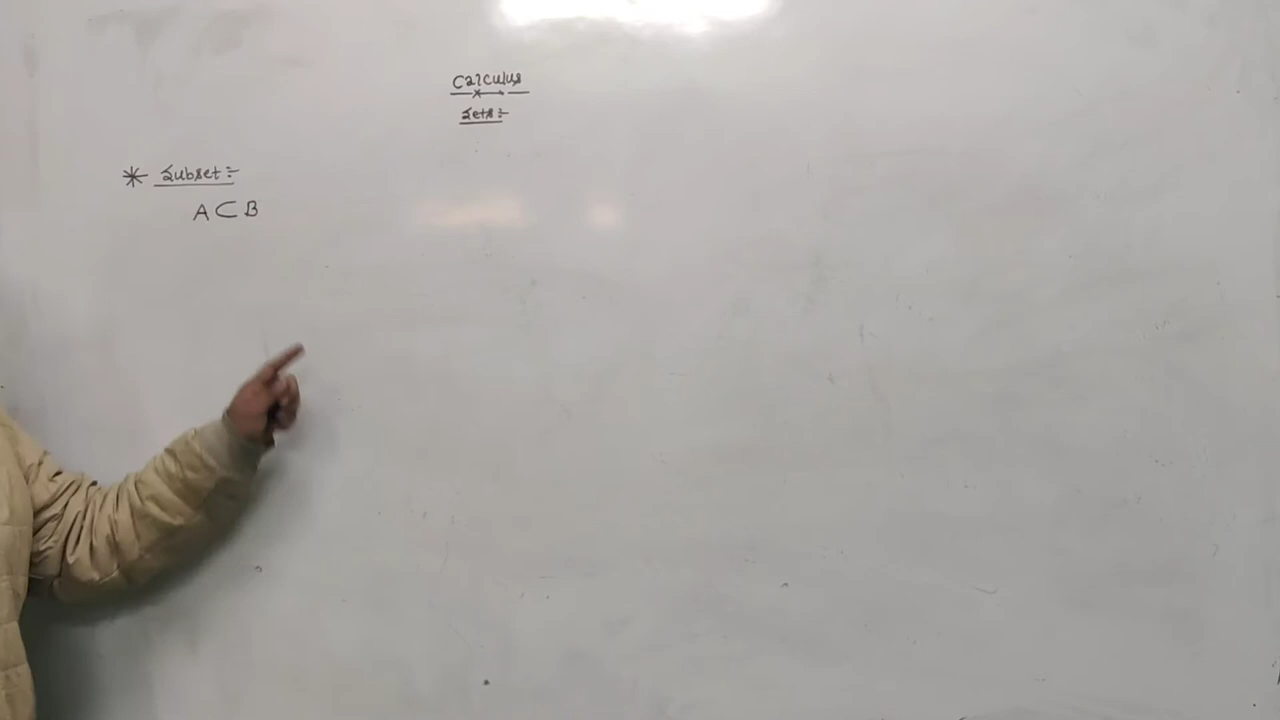 Calculus
Sets:-
* Subset:-
A ⊂ B